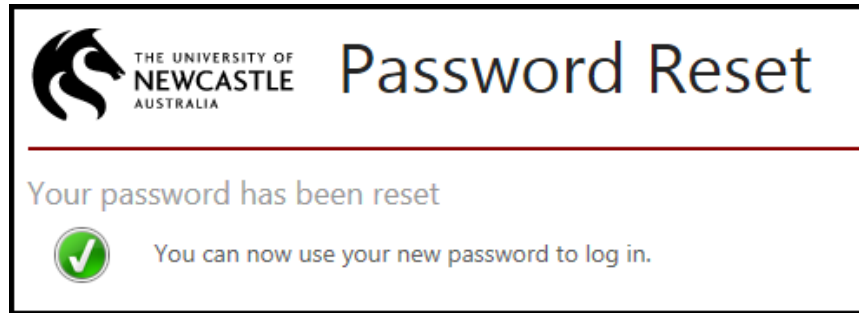 THE UNIVERSITY OF
NEWCASTLE
AUSTRALIA
Password Reset
Your password has been reset
You can now use your new password to log in.